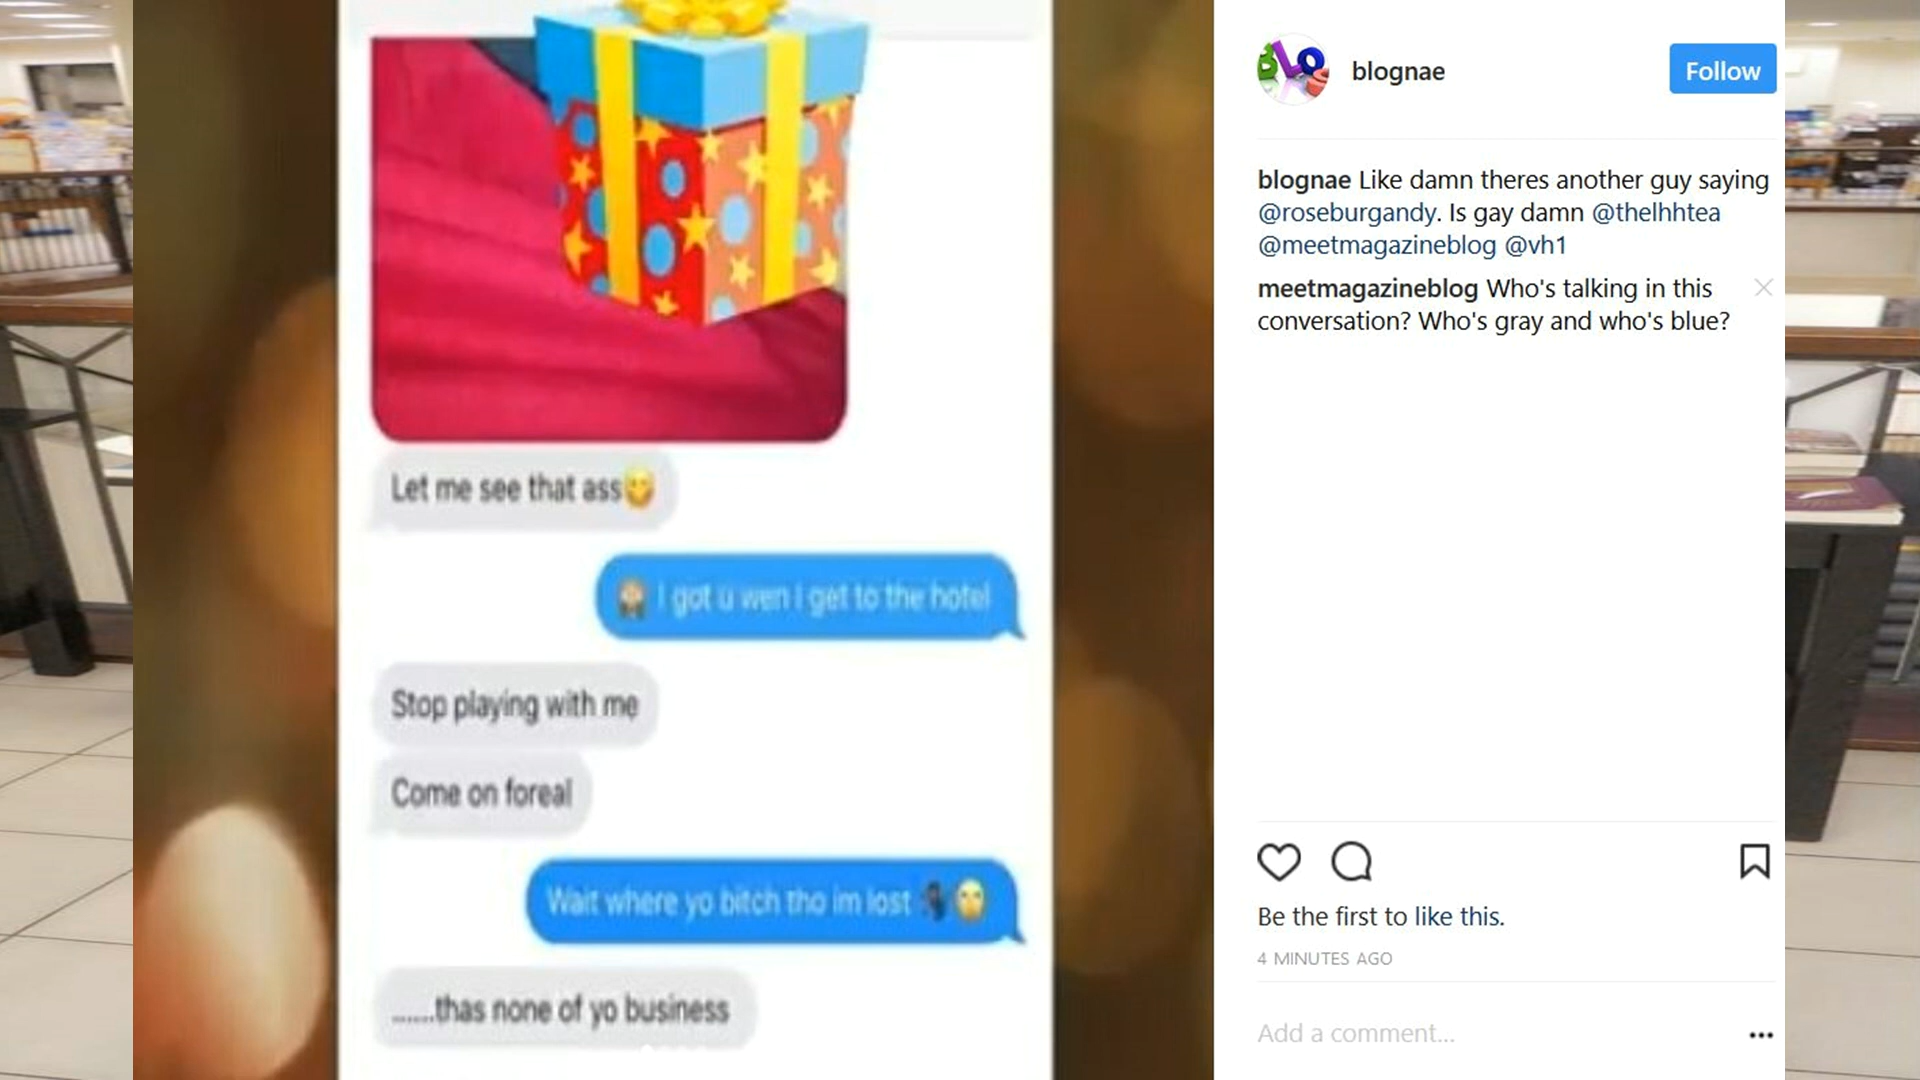 Let me see that ass😋
🙈 I got u wen I get to the hotel
Stop playing with me
Come on foreal
Wait where yo bitch tho im lost
......thas none of yo business
BLOG
blognae
Follow
blognae Like damn theres another guy saying
@roseburgandy. Is gay damn @thelhhtea
@meetmagazineblog @vh1
meetmagazineblog Who's talking in this
conversation? Who's gray and who's blue?
Be the first to like this.
4 MINUTES AGO
Add a comment...